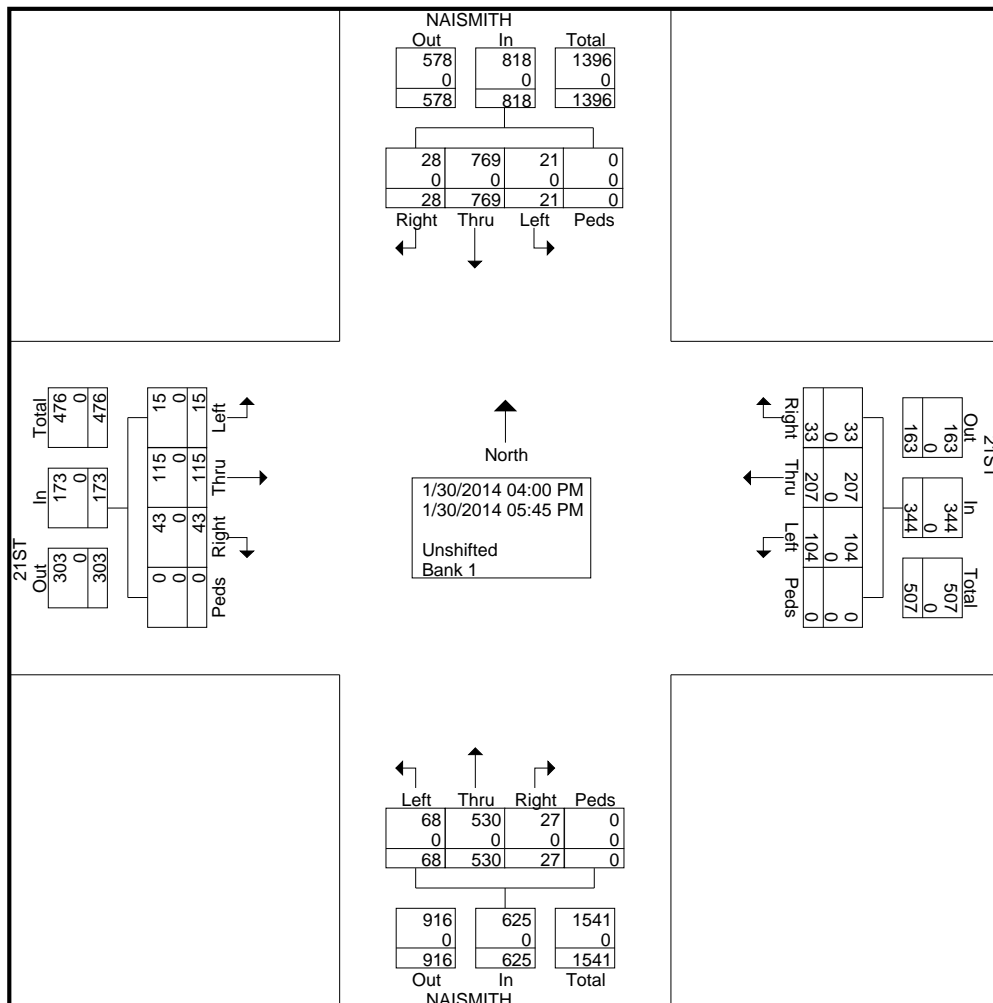 NAISMITH
Out In Total
578 818 1396
0 0 0
578 818 1396
28 769 21 0
0 0 0 0
28 769 21 0
Right Thru Left Peds
21ST
Total In Out
476 173 303
0 0 0
476 173 303
15 115 43 0
0 0 0 0
15 115 43 0
Left Thru Right Peds
North
1/30/2014 04:00 PM
1/30/2014 05:45 PM
Unshifted
Bank 1
21ST
Out In Total
163 344 507
0 0 0
163 344 507
33 207 104 0
0 0 0 0
33 207 104 0
Right Thru Left Peds
Left Thru Right Peds
68 530 27 0
0 0 0 0
68 530 27 0
916 625 1541
0 0 0
916 625 1541
Out In Total
NAISMITH